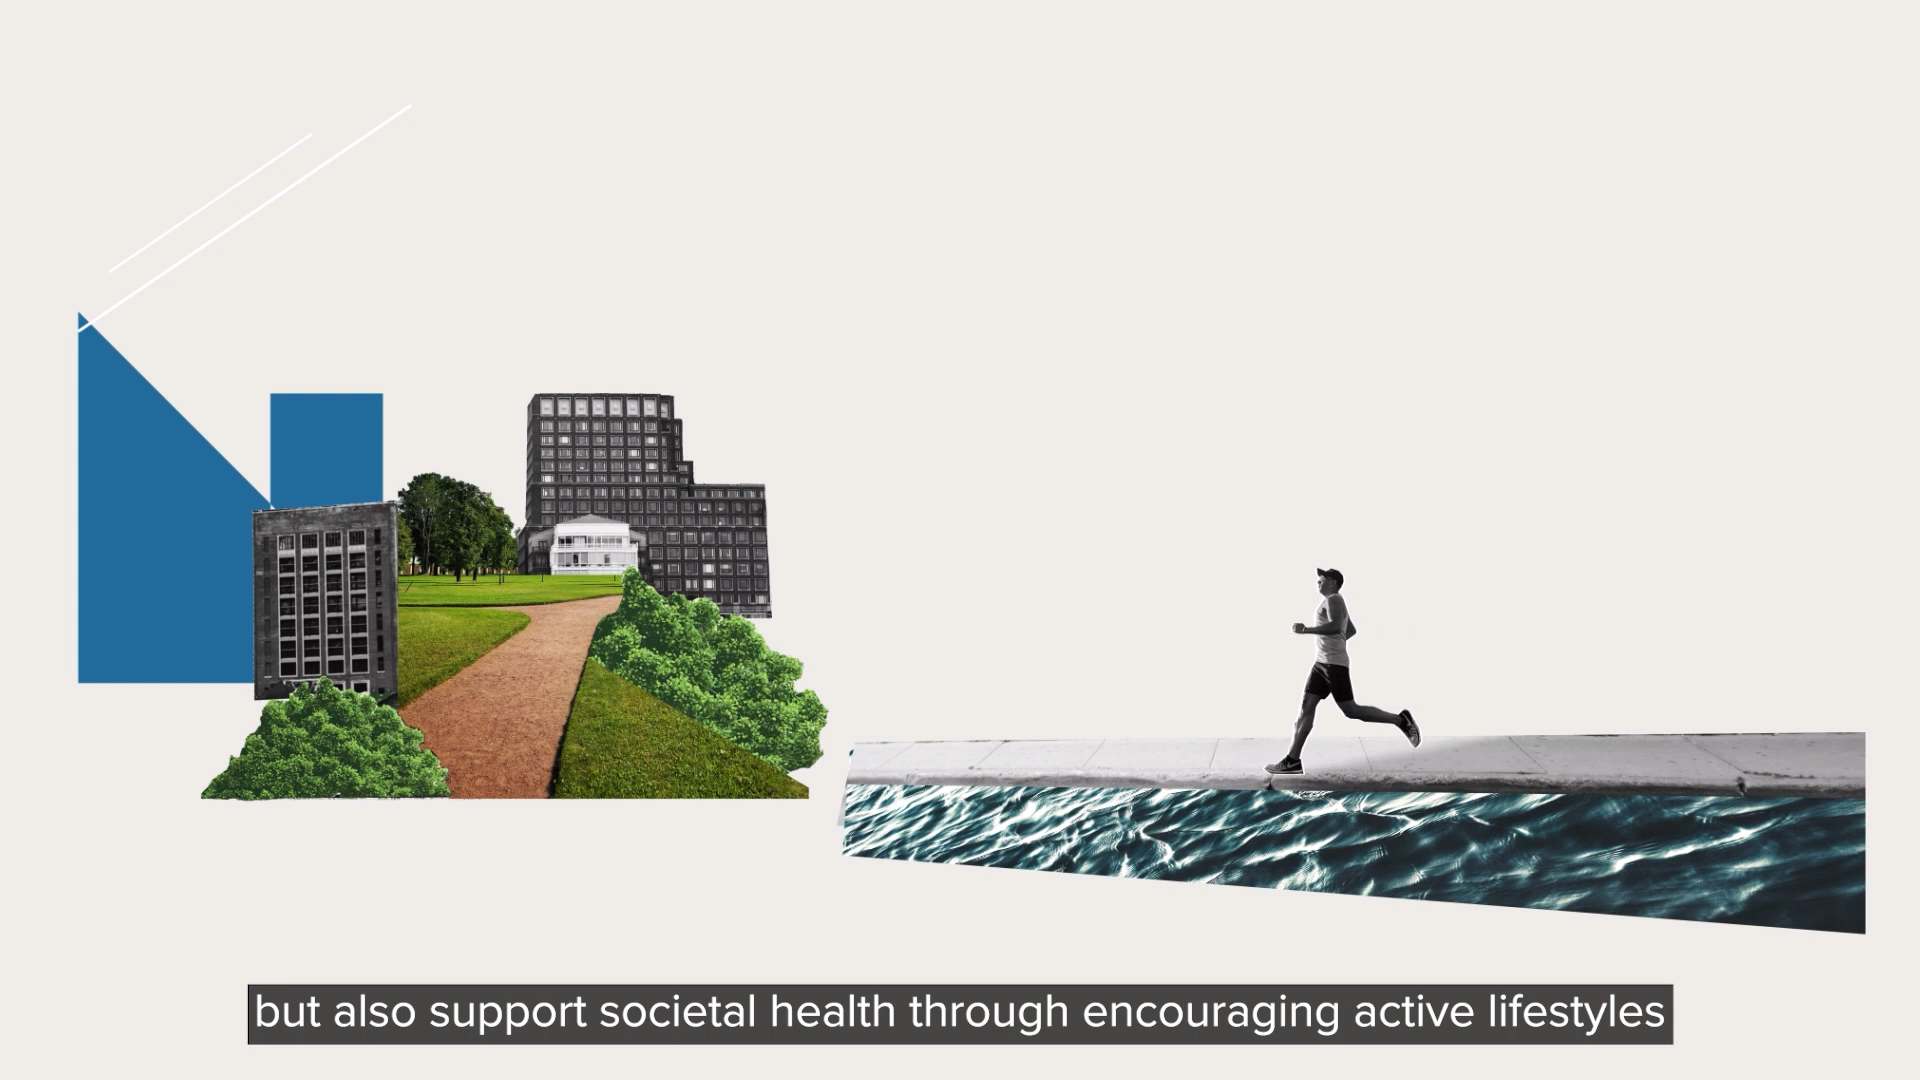 but also support societal health through encouraging active lifestyles